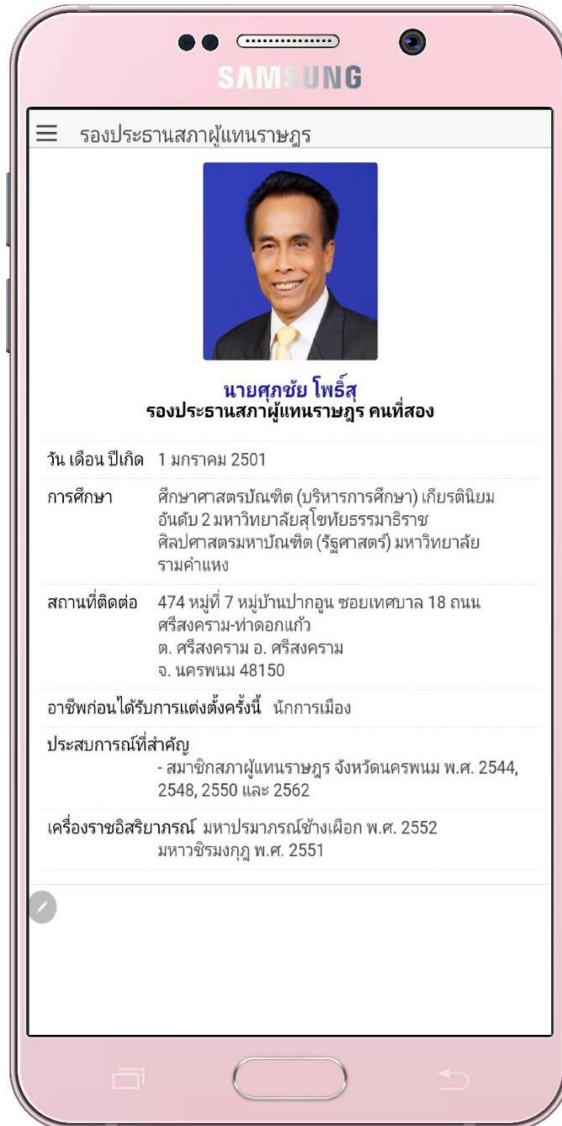 SAMSUNG
รองประธานสภาผู้แทนราษฎร
นายศุภชัย โพธิ์สุ
รองประธานสภาผู้แทนราษฎร คนที่สอง
วัน เดือน ปีเกิด 1 มกราคม 2501
การศึกษา ศึกษาศาสตรบัณฑิต (บริหารการศึกษา) เกียรตินิยม
อันดับ 2 มหาวิทยาลัยสุโขทัยธรรมาธิราช
ศิลปศาสตรมหาบัณฑิต (รัฐศาสตร์) มหาวิทยาลัย
รามคำแหง
สถานที่ติดต่อ 474 หมู่ที่ 7 หมู่บ้านปากอูน ซอยเทศบาล 18 ถนน
ศรีสงคราม-ท่าดอกแก้ว
ต. ศรีสงคราม อ. ศรีสงคราม
จ. นครพนม 48150
อาชีพก่อนได้รับการแต่งตั้งครั้งนี้ นักการเมือง
ประสบการณ์ที่สำคัญ
- สมาชิกสภาผู้แทนราษฎร จังหวัดนครพนม พ.ศ. 2544,
2548, 2550 และ 2562
เครื่องราชอิสริยาภรณ์ มหาปรมาภรณ์ช้างเผือก พ.ศ. 2552
มหาวชิรมงกุฎ พ.ศ. 2551